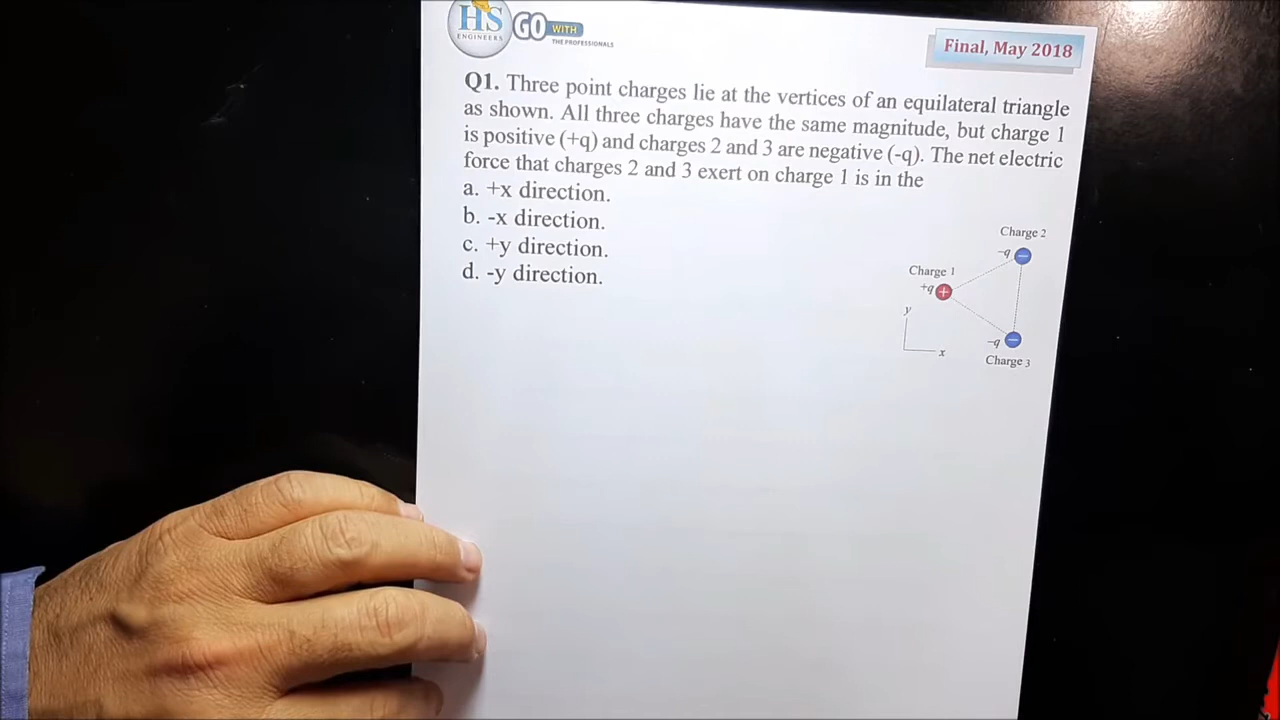 HS
ENGINEERS
GO WITH
THE PROFESSIONALS
Final, May 2018
Q1. Three point charges lie at the vertices of an equilateral triangle
as shown. All three charges have the same magnitude, but charge 1
is positive (+q) and charges 2 and 3 are negative (-q). The net electric
force that charges 2 and 3 exert on charge 1 is in the
a. +x direction.
b. -x direction.
c. +y direction.
d. -y direction.
Charge 2
−q −
Charge 1
+q +
y
x
−q −
Charge 3